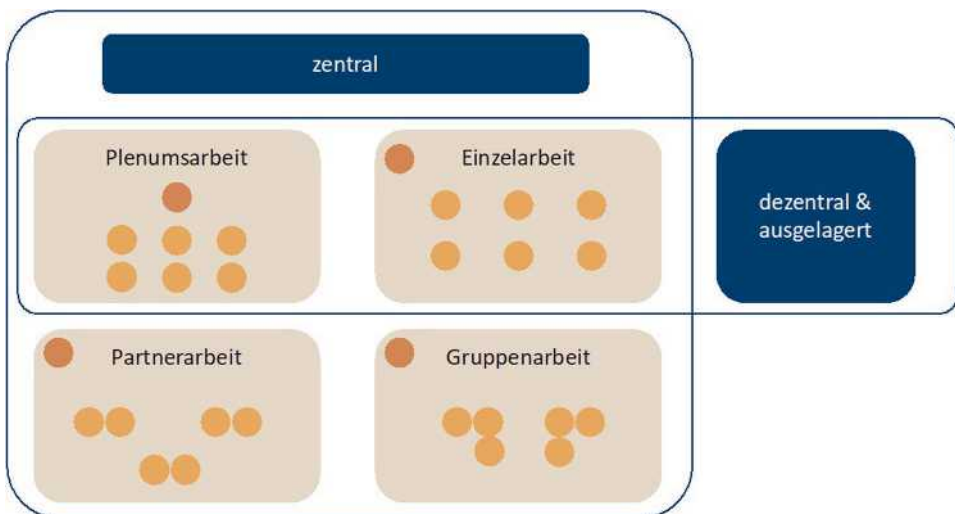 zentral
Plenumsarbeit
Einzelarbeit
dezentral &
ausgelagert
Partnerarbeit
Gruppenarbeit